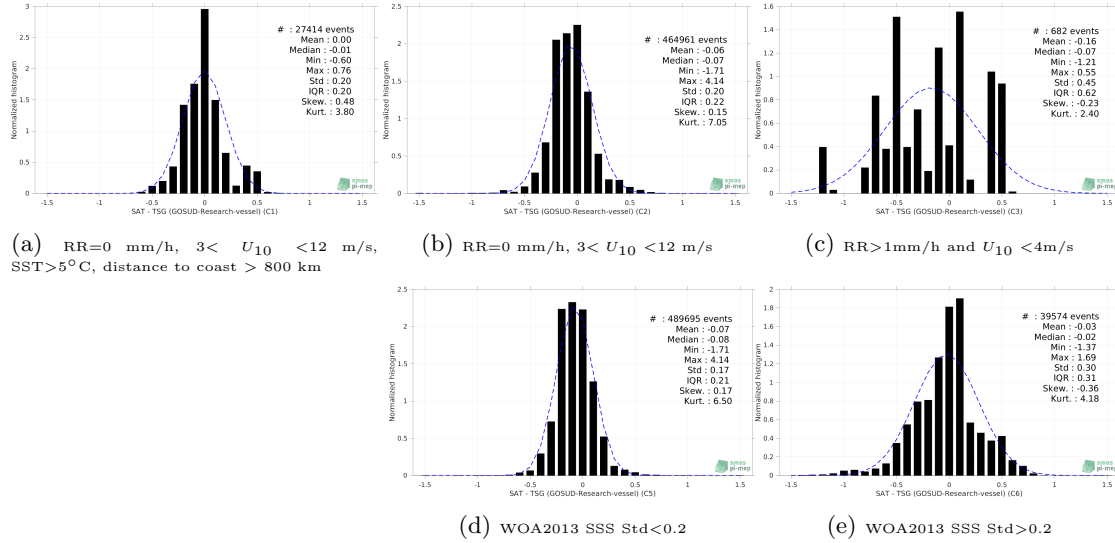 # : 27414 events
Mean : 0.00
Median : -0.01
Min : -0.60
Max : 0.76
Std : 0.20
IQR : 0.20
Skew. : 0.48
Kurt. : 3.80
Normalized histogram
3
2.5
2
1.5
1
0.5
0
-1.5 -1 -0.5 0 0.5 1 1.5
SAT - TSG (GOSUD-Research-vessel) (C1)
smos
pi-mep
(a) RR=0 mm/h, 3< U10 <12 m/s,
SST>5°C, distance to coast > 800 km
# : 464961 events
Mean : -0.06
Median : -0.07
Min : -1.71
Max : 4.14
Std : 0.20
IQR : 0.22
Skew. : 0.15
Kurt. : 7.05
Normalized histogram
2.5
2
1.5
1
0.5
0
-1.5 -1 -0.5 0 0.5 1 1.5
SAT - TSG (GOSUD-Research-vessel) (C2)
smos
pi-mep
(b) RR=0 mm/h, 3< U10 <12 m/s
# : 682 events
Mean : -0.16
Median : -0.07
Min : -1.21
Max : 0.55
Std : 0.45
IQR : 0.62
Skew. : -0.23
Kurt. : 2.40
Normalized histogram
1.6
1.4
1.2
1
0.8
0.6
0.4
0.2
0
-1.5 -1 -0.5 0 0.5 1 1.5
SAT - TSG (GOSUD-Research-vessel) (C3)
smos
pi-mep
(c) RR>1mm/h and U10 <4m/s
# : 489695 events
Mean : -0.07
Median : -0.08
Min : -1.71
Max : 4.14
Std : 0.17
IQR : 0.21
Skew. : 0.17
Kurt. : 6.50
Normalized histogram
2.5
2
1.5
1
0.5
0
-1.5 -1 -0.5 0 0.5 1 1.5
SAT - TSG (GOSUD-Research-vessel) (C5)
smos
pi-mep
(d) WOA2013 SSS Std<0.2
# : 39574 events
Mean : -0.03
Median : -0.02
Min : -1.37
Max : 1.69
Std : 0.30
IQR : 0.31
Skew. : -0.36
Kurt. : 4.18
Normalized histogram
2
1.8
1.6
1.4
1.2
1
0.8
0.6
0.4
0.2
0
-1.5 -1 -0.5 0 0.5 1 1.5
SAT - TSG (GOSUD-Research-vessel) (C6)
smos
pi-mep
(e) WOA2013 SSS Std>0.2